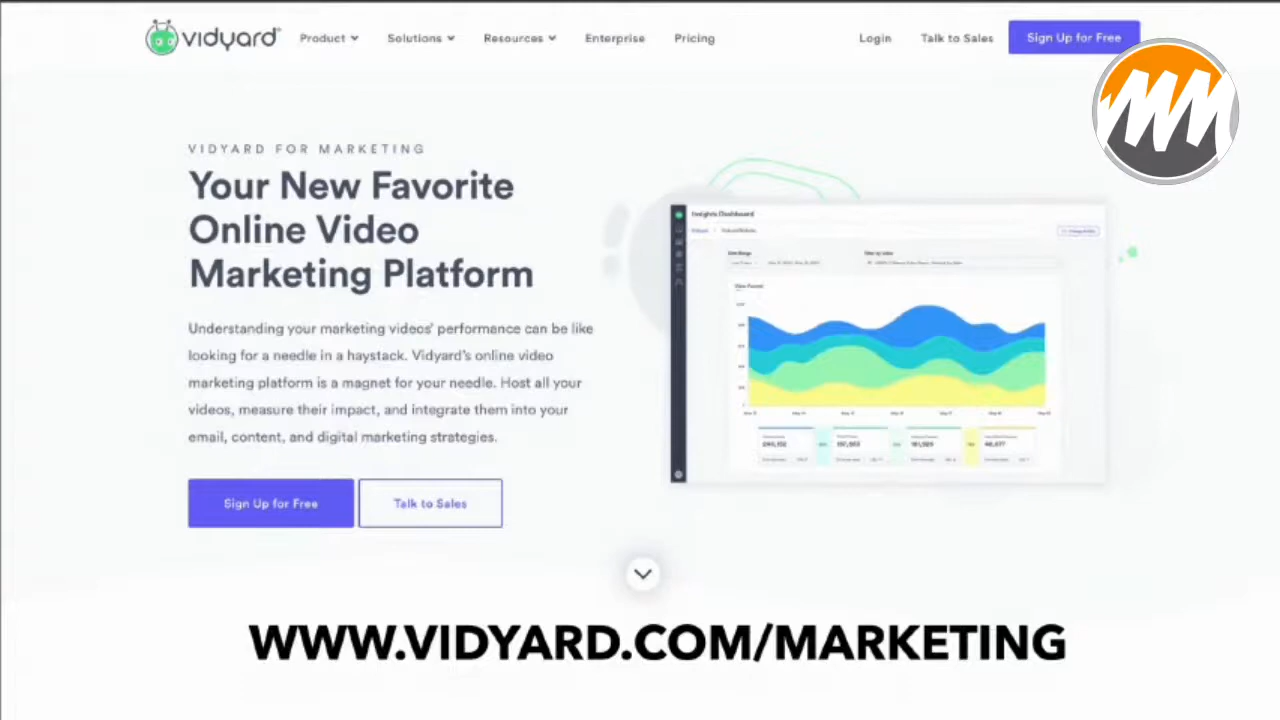 vidyard
Product
Solutions
Resources
Enterprise
Pricing
Login
Talk to Sales
Sign Up for Free
VIDYARD FOR MARKETING
Your New Favorite
Online Video
Marketing Platform
Understanding your marketing videos' performance can be like
looking for a needle in a haystack. Vidyard's online video
marketing platform is a magnet for your needle. Host all your
videos, measure their impact, and integrate them into your
email, content, and digital marketing strategies.
Sign Up for Free
Talk to Sales
Insights Dashboard
WWW.VIDYARD.COM/MARKETING